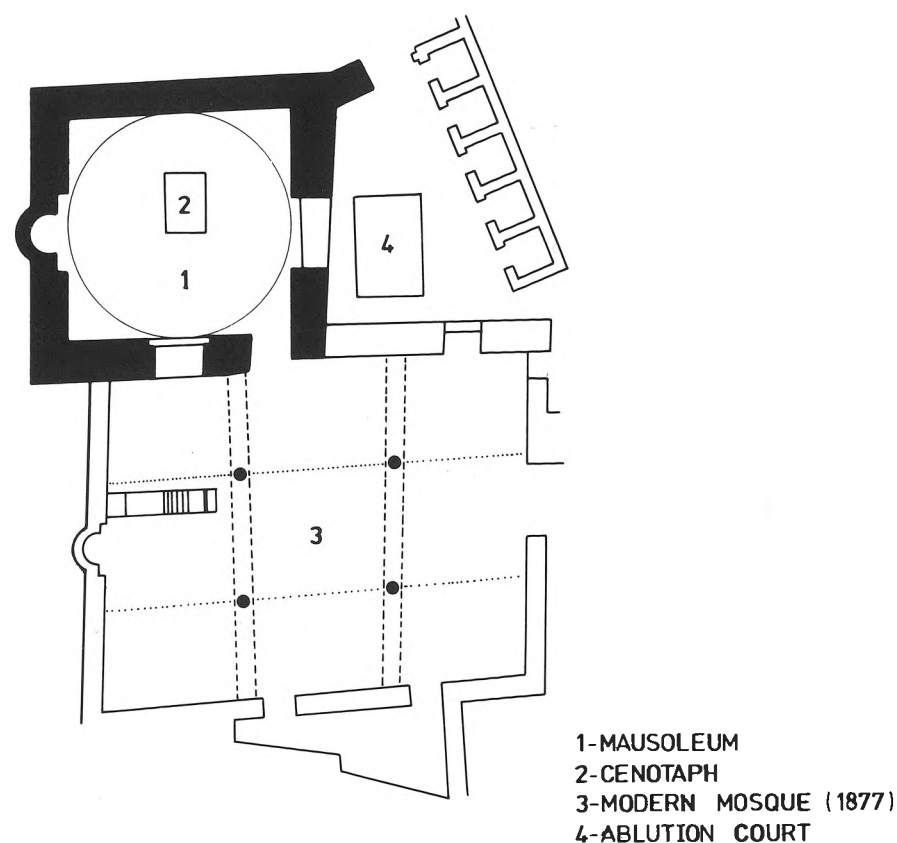 2
1
4
3
1-MAUSOLEUM
2-CENOTAPH
3-MODERN MOSQUE (1877)
4-ABLUTION COURT